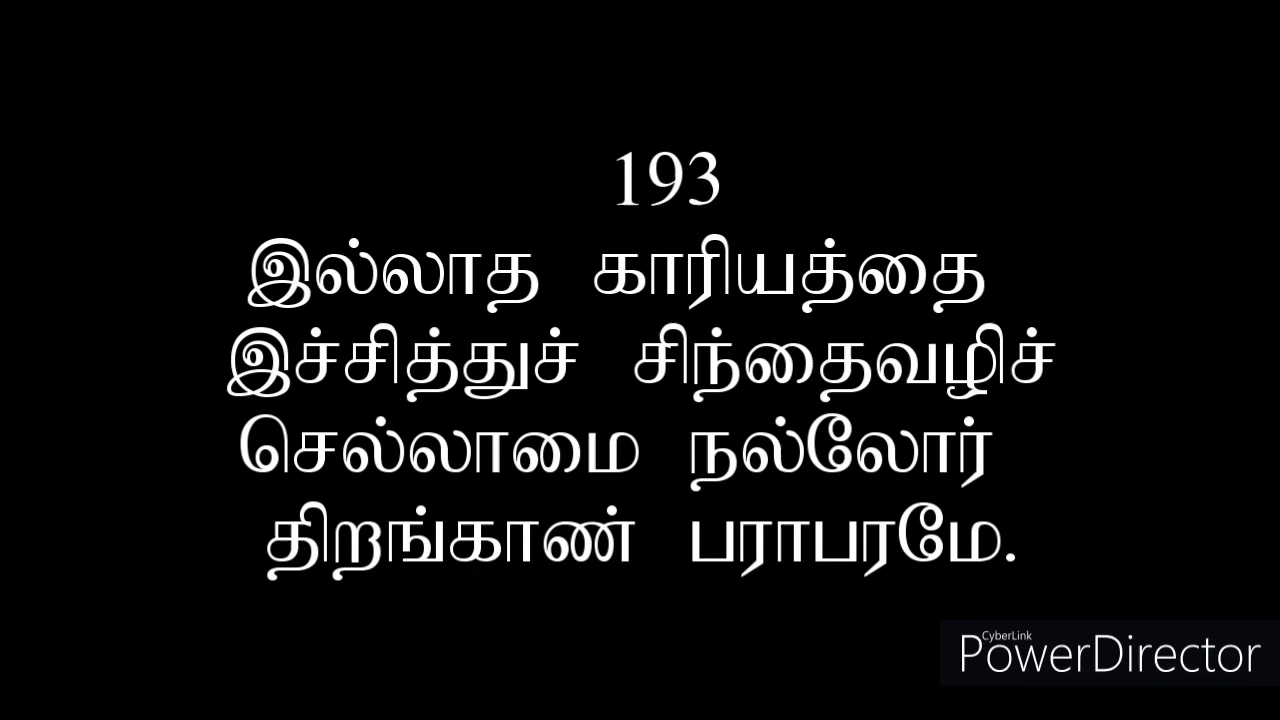 193
இல்லாத காரியத்தை
இச்சித்துச் சிந்தைவழிச்
செல்லாமை நல்லோர்
திறங்காண் பராபரமே.
CyberLink
PowerDirector